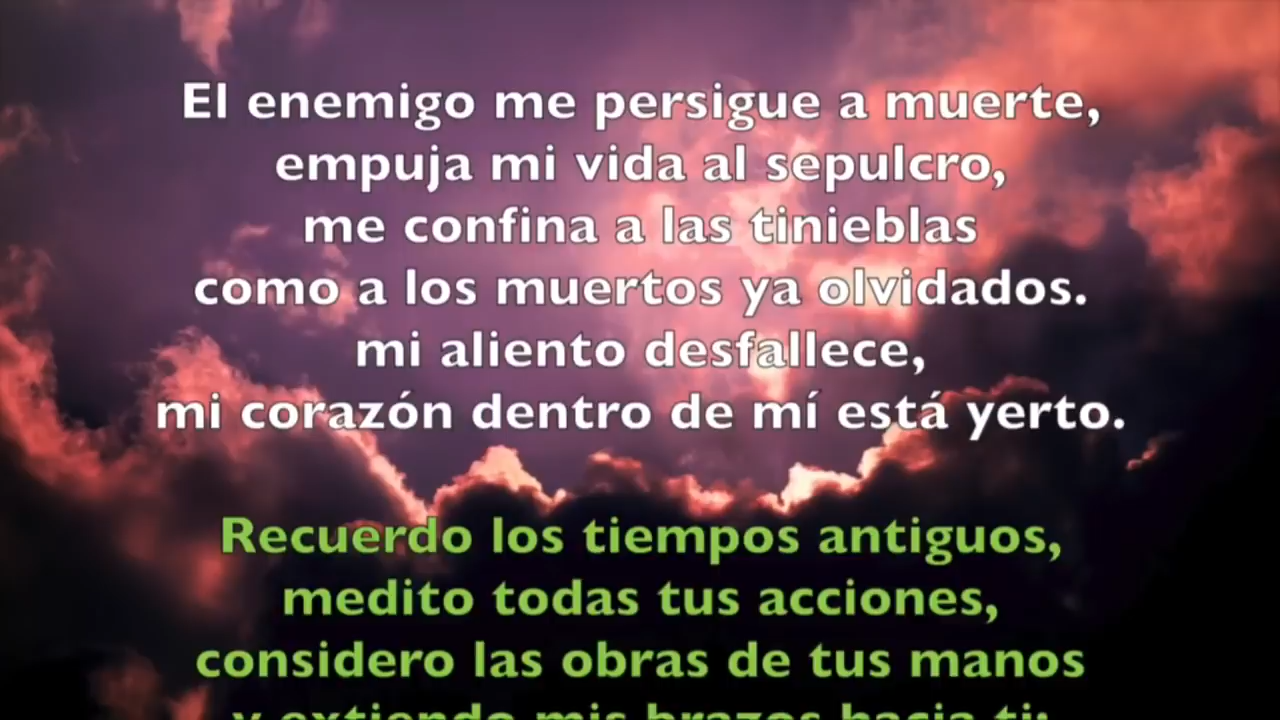 El enemigo me persigue a muerte,
empuja mi vida al sepulcro,
me confina a las tinieblas
como a los muertos ya olvidados.
mi aliento desfallece,
mi corazón dentro de mí está yerto.
Recuerdo los tiempos antiguos,
medito todas tus acciones,
considero las obras de tus manos
y extiendo mis brazos hacia ti: